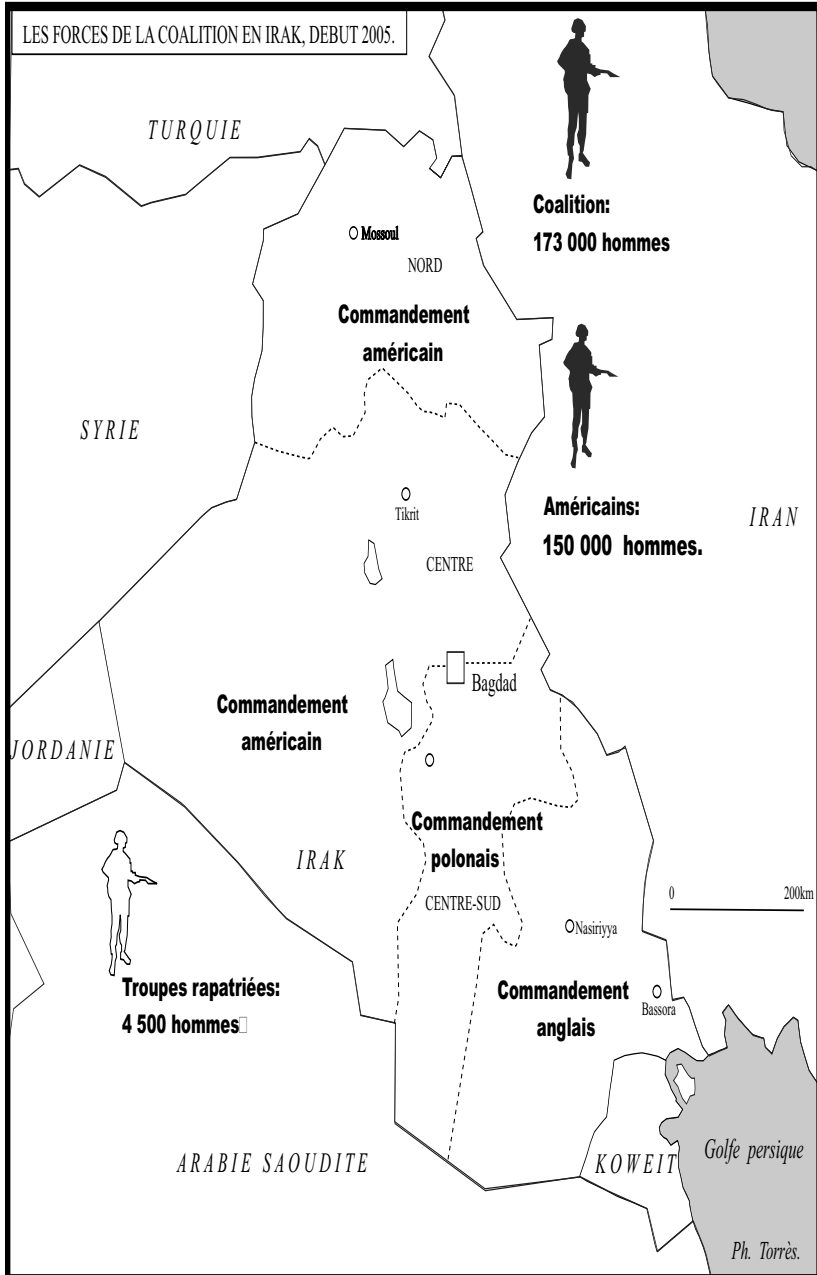 LES FORCES DE LA COALITION EN IRAK, DEBUT 2005.
TURQUIE
Coalition:
173 000 hommes
Mossoul
NORD
Commandement
américain
SYRIE
Américains:
150 000 hommes.
IRAN
Tikrit
CENTRE
Bagdad
Commandement
américain
JORDANIE
Commandement
polonais
IRAK
CENTRE-SUD
0 200km
Nasiriyya
Troupes rapatriées:
4 500 hommes
Commandement
anglais
Bassora
ARABIE SAOUDITE
KOWEIT
Golfe persique
Ph. Torrès.